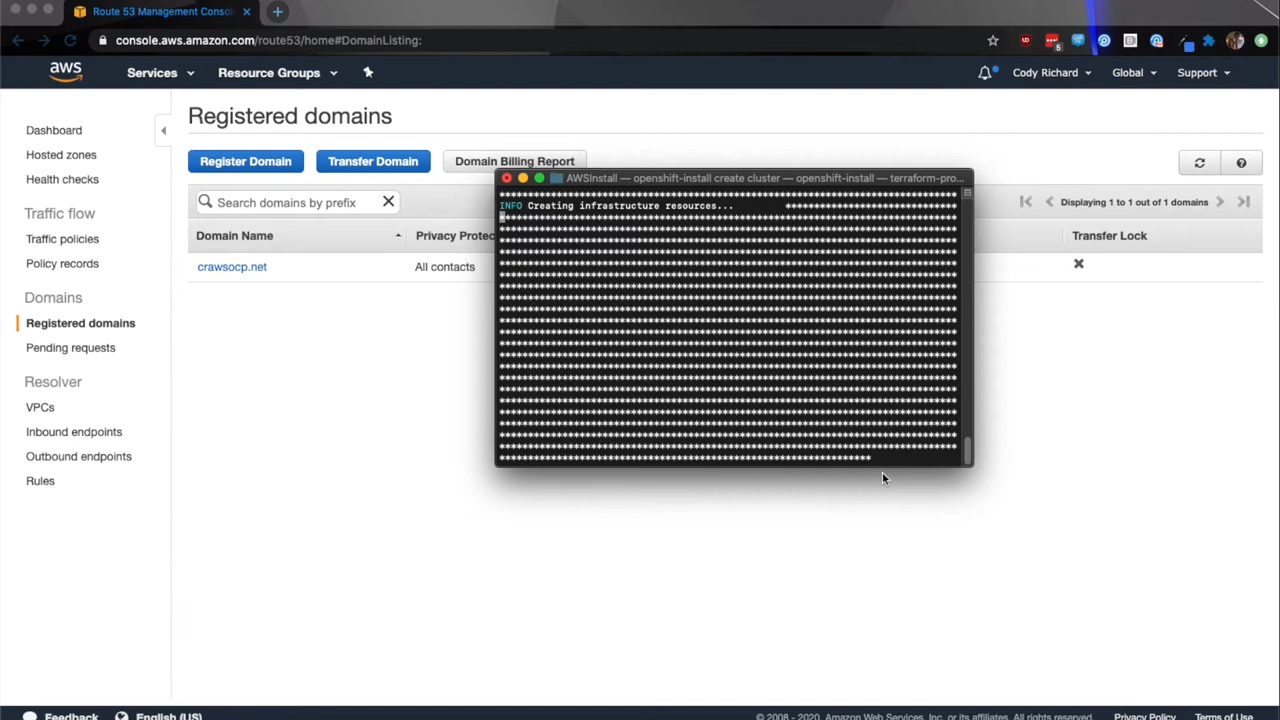 Route 53 Management Conso
console.aws.amazon.com/route53/home#DomainListing:
5
aws
Services
Resource Groups
Cody Richard
Global
Support
Dashboard
Hosted zones
Health checks
Traffic flow
Traffic policies
Policy records
Domains
Registered domains
Pending requests
Resolver
VPCs
Inbound endpoints
Outbound endpoints
Rules
Registered domains
Register Domain
Transfer Domain
Domain Billing Report
Search domains by prefix
Displaying 1 to 1 out of 1 domains
Domain Name
Privacy Protec
Transfer Lock
crawsocp.net
All contacts
AWSInstall — openshift-install create cluster — openshift-install — terraform-pro...
INFO Creating infrastructure resources...
Feedback
English (US)
© 2008 - 2020, Amazon Web Services, Inc. or its affiliates. All rights reserved.
Privacy Policy
Terms of Use